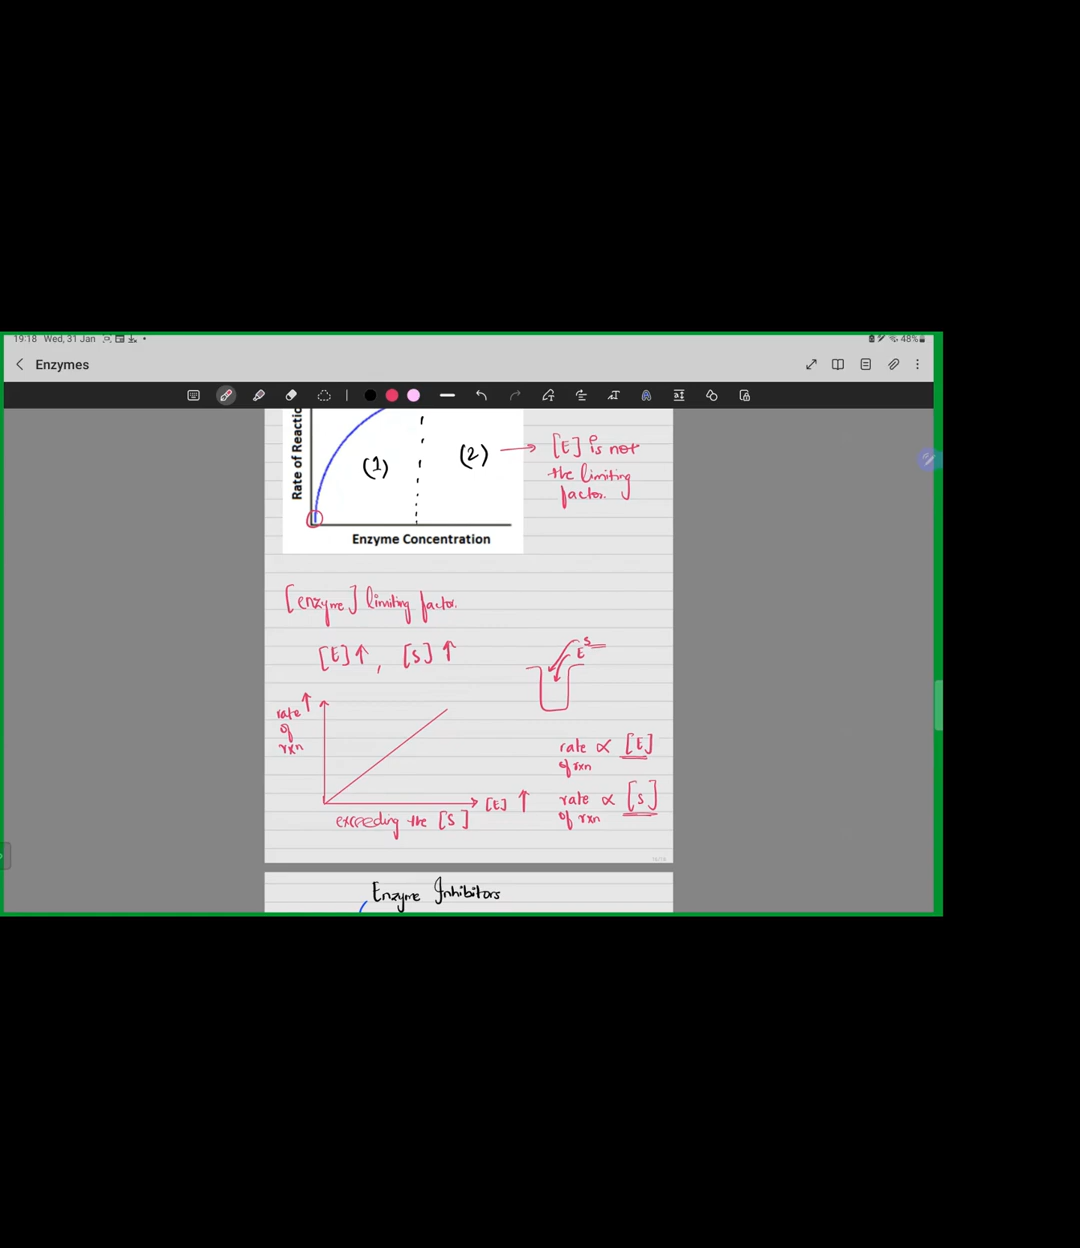 19:18 Wed, 31 Jan
48%
Enzymes
Rate of Reactio
(1)
(2)
[E] is not
the limiting
factor.
Enzyme Concentration
[enzyme] limiting factor.
[E]↑, [S]↑
S
E
rate ↑
of
rxn
[E] ↑
exceeding the [S]
rate ∝ [E]
of rxn
rate ∝ [S]
of rxn
Enzyme Inhibitors